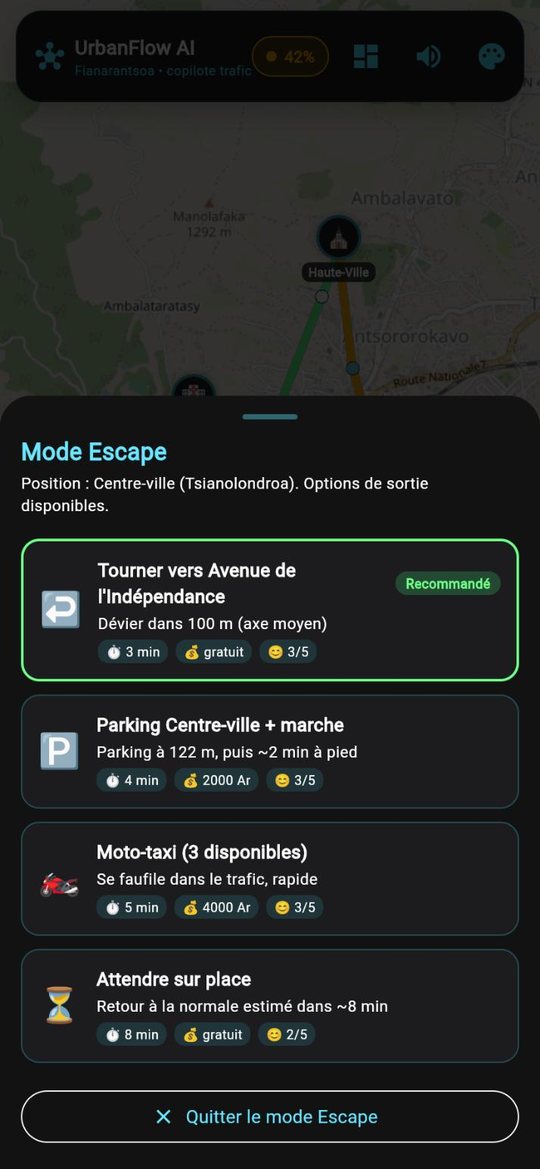 UrbanFlow AI
Fianarantsoa • copilote trafic
42%
Ambalavato
An
Manolafaka
1292 m
Haute-Ville
Ambalataratasy
Antsororokavo
Route Nationale 7
Mode Escape
Position : Centre-ville (Tsianolondroa). Options de sortie
disponibles.
Tourner vers Avenue de
l'Indépendance
Recommandé
Dévier dans 100 m (axe moyen)
3 min
gratuit
3/5
P
Parking Centre-ville + marche
Parking à 122 m, puis ~2 min à pied
4 min
2000 Ar
3/5
Moto-taxi (3 disponibles)
Se faufile dans le trafic, rapide
5 min
4000 Ar
3/5
Attendre sur place
Retour à la normale estimé dans ~8 min
8 min
gratuit
2/5
Quitter le mode Escape